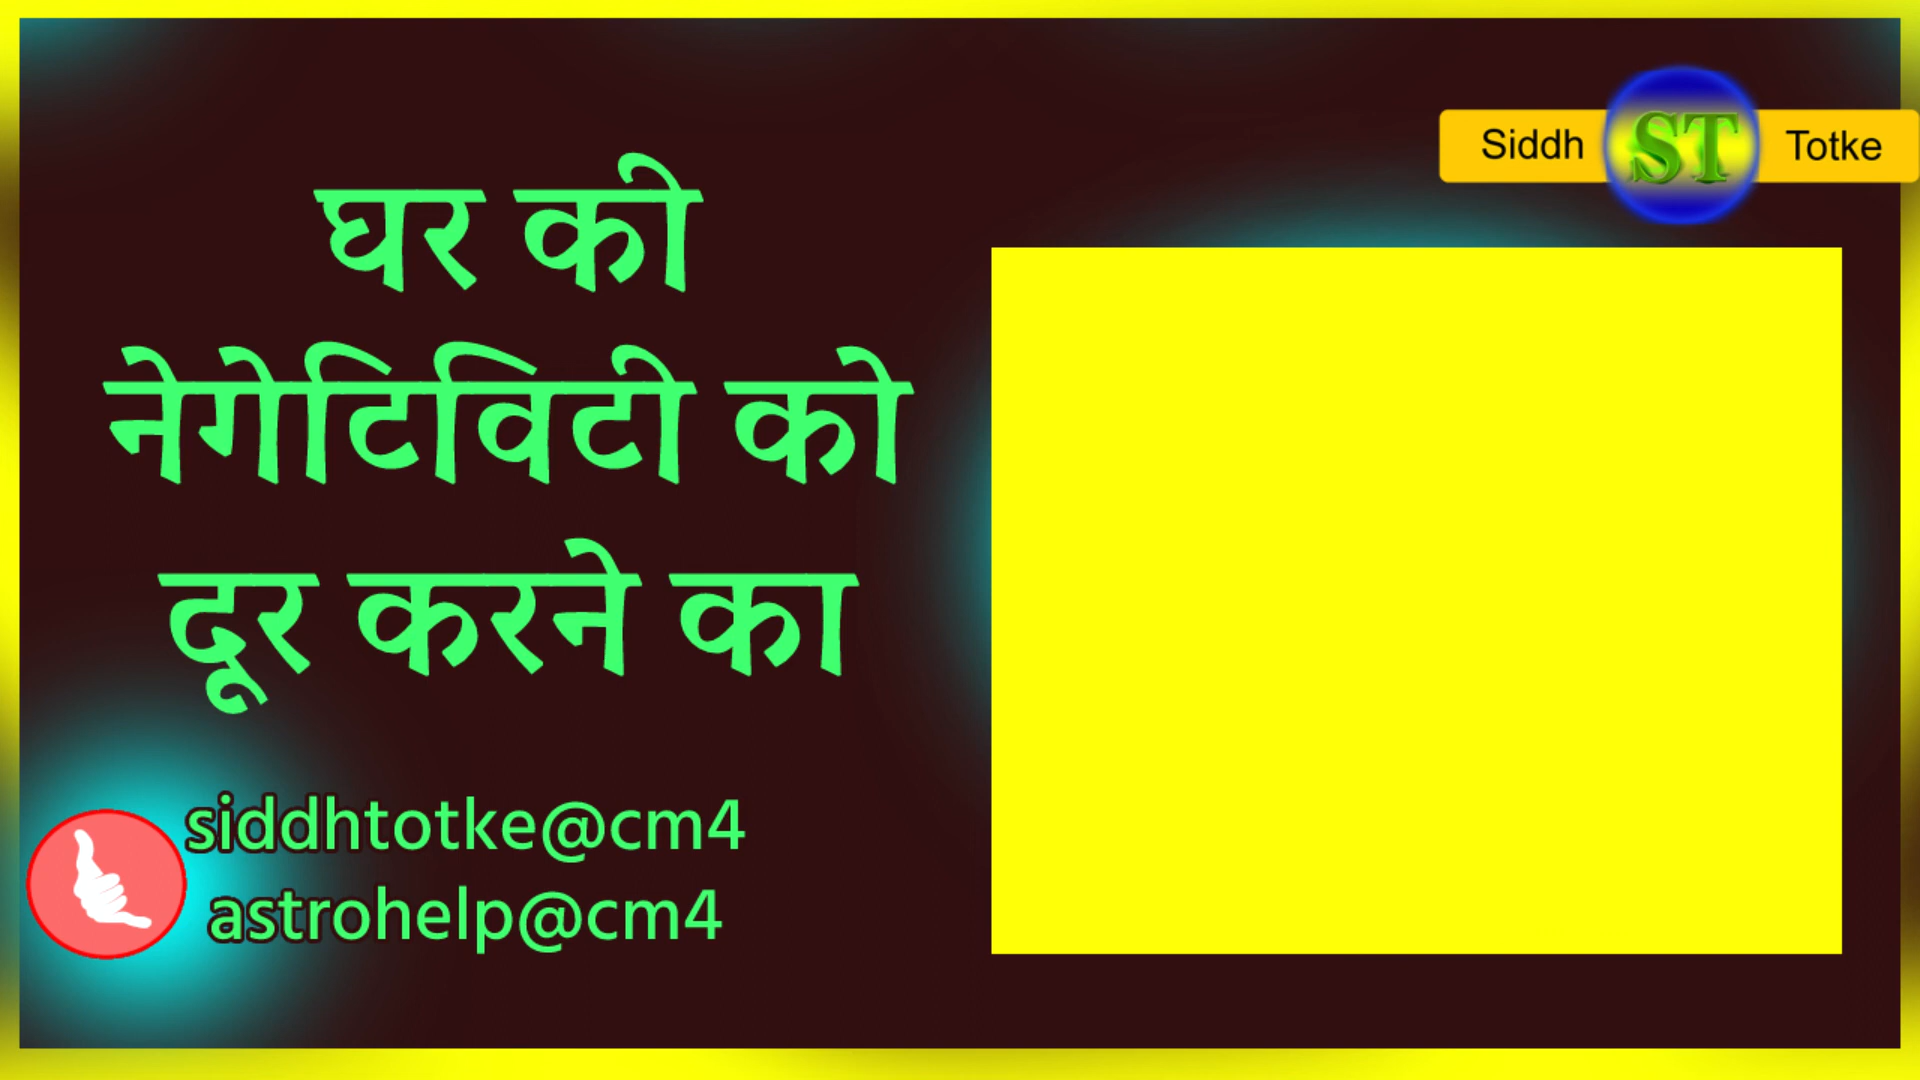 Siddh ST Totke
घर की
नेगेटिविटी को
दूर करने का
siddhtotke@cm4
astrohelp@cm4